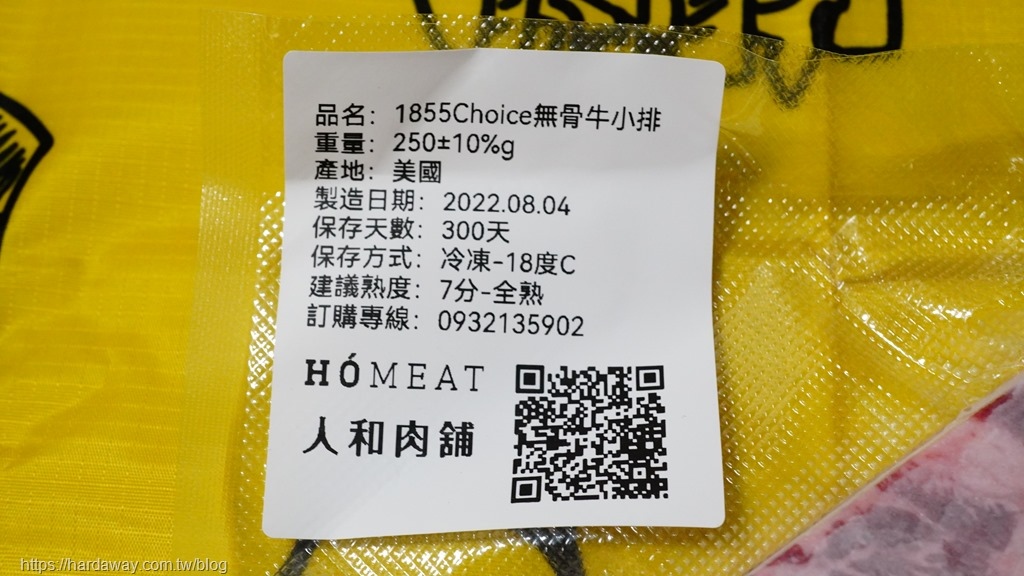 品名：1855Choice無骨牛小排
重量：250±10%g
產地：美國
製造日期：2022.08.04
保存天數：300天
保存方式：冷凍-18度C
建議熟度：7分-全熟
訂購專線：0932135902
HÓMEAT
人和肉舖
https://hardaway.com.tw/blog